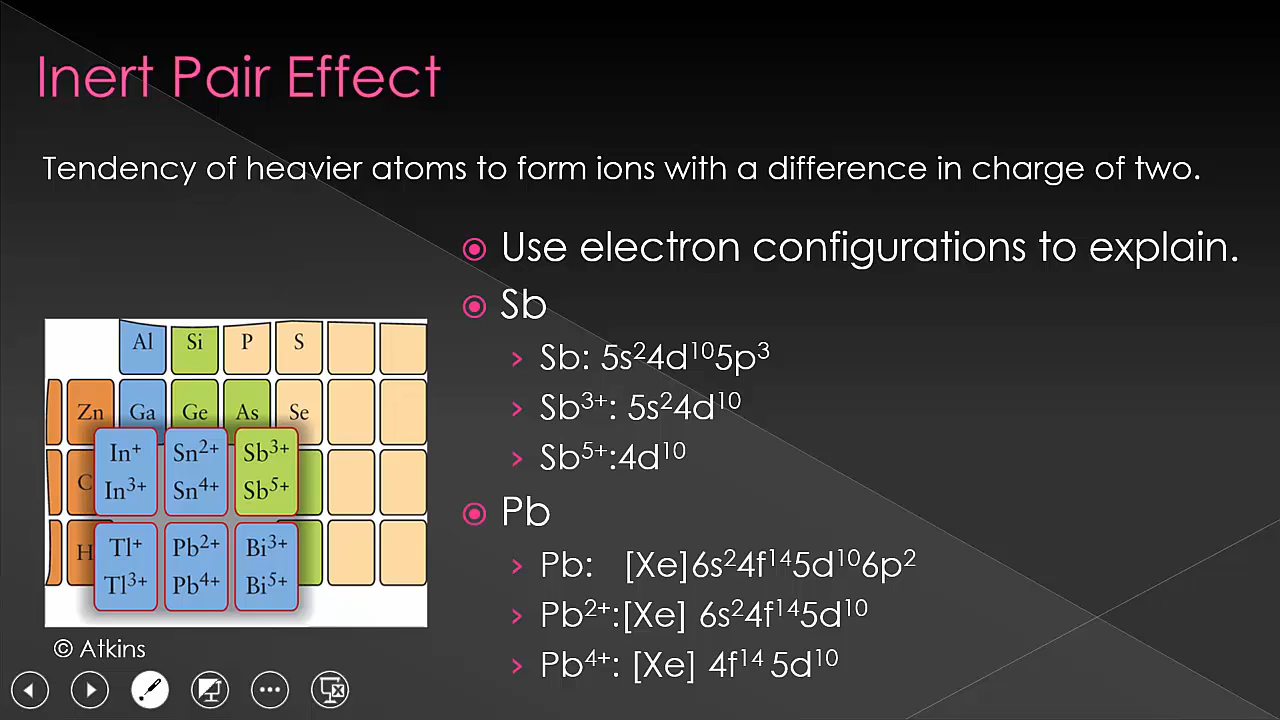 Inert Pair Effect
Tendency of heavier atoms to form ions with a difference in charge of two.
Use electron configurations to explain.
Sb
Sb: 5s²4d¹⁰5p³
Sb³⁺: 5s²4d¹⁰
Sb⁵⁺:4d¹⁰
Pb
Pb: [Xe]6s²4f¹⁴5d¹⁰6p²
Pb²⁺:[Xe] 6s²4f¹⁴5d¹⁰
Pb⁴⁺: [Xe] 4f¹⁴ 5d¹⁰
Al Si P S
Zn Ga Ge As Se
C In⁺ Sn²⁺ Sb³⁺
In³⁺ Sn⁴⁺ Sb⁵⁺
H Tl⁺ Pb²⁺ Bi³⁺
Tl³⁺ Pb⁴⁺ Bi⁵⁺
© Atkins